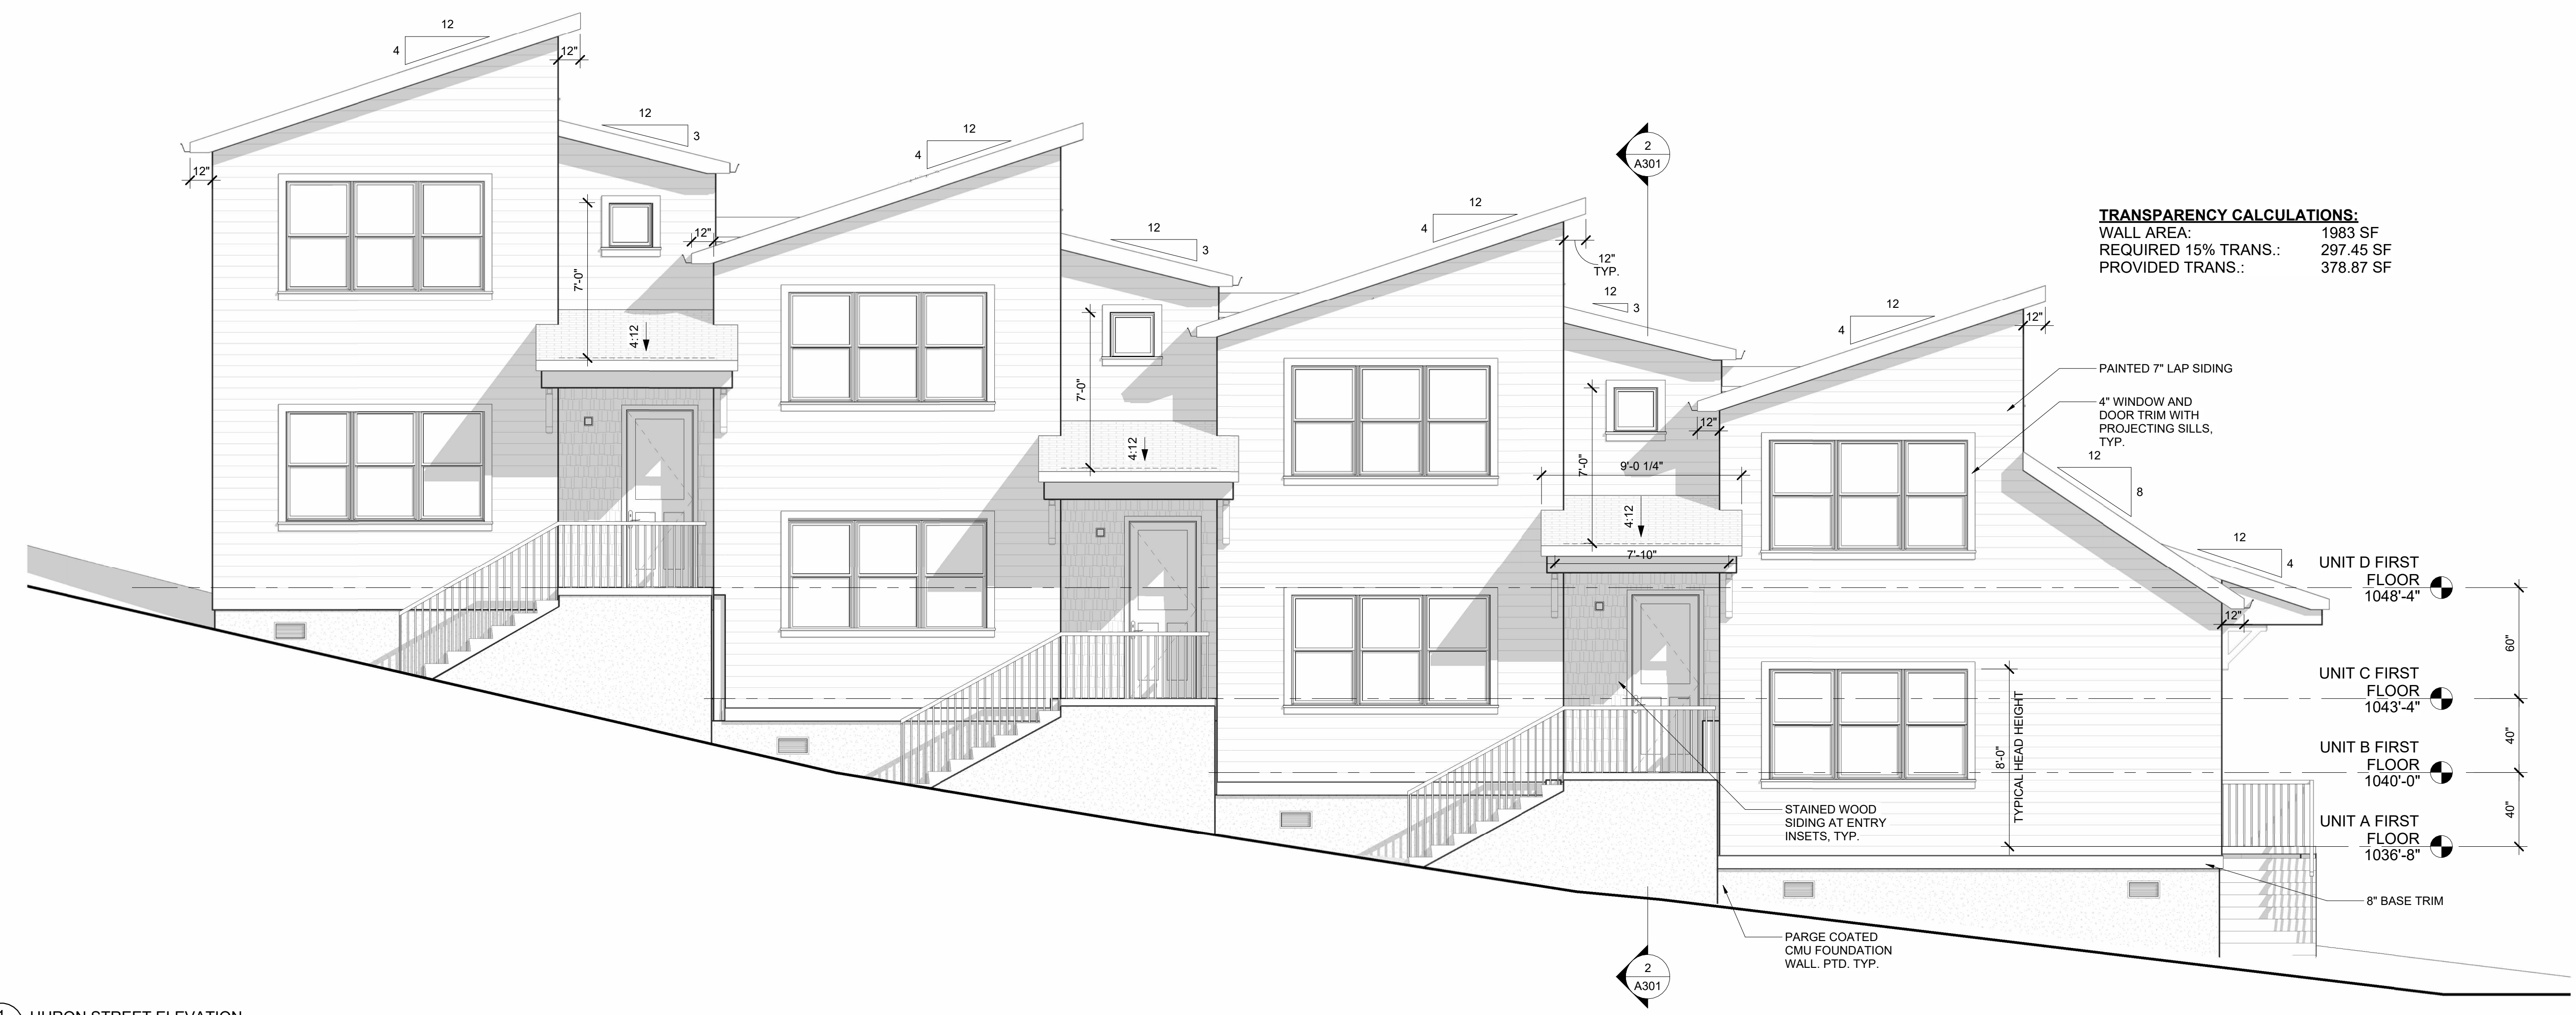 12
4
12"
12"
12
3
7'-0"
4:12
12
4
12"
12
3
7'-0"
4:12
12
4
12"
TYP.
12
3
2
A301
7'-0"
9'-0 1/4"
4:12
7'-10"
12"
12
4
12"
TRANSPARENCY CALCULATIONS:
WALL AREA: 1983 SF
REQUIRED 15% TRANS.: 297.45 SF
PROVIDED TRANS.: 378.87 SF
PAINTED 7" LAP SIDING
4" WINDOW AND
DOOR TRIM WITH
PROJECTING SILLS,
TYP.
12
8
12
4
12"
UNIT D FIRST
FLOOR
1048'-4"
60"
UNIT C FIRST
FLOOR
1043'-4"
40"
UNIT B FIRST
FLOOR
1040'-0"
40"
UNIT A FIRST
FLOOR
1036'-8"
8'-0"
TYPICAL HEAD HEIGHT
STAINED WOOD
SIDING AT ENTRY
INSETS, TYP.
8" BASE TRIM
PARGE COATED
CMU FOUNDATION
WALL. PTD. TYP.
2
A301
1 HURON STREET ELEVATION